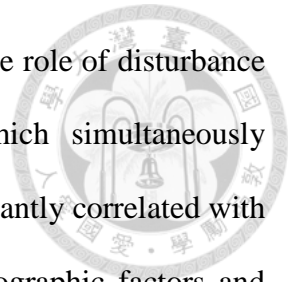 e role of disturbance
hich simultaneously
antly correlated with
ographic factors and